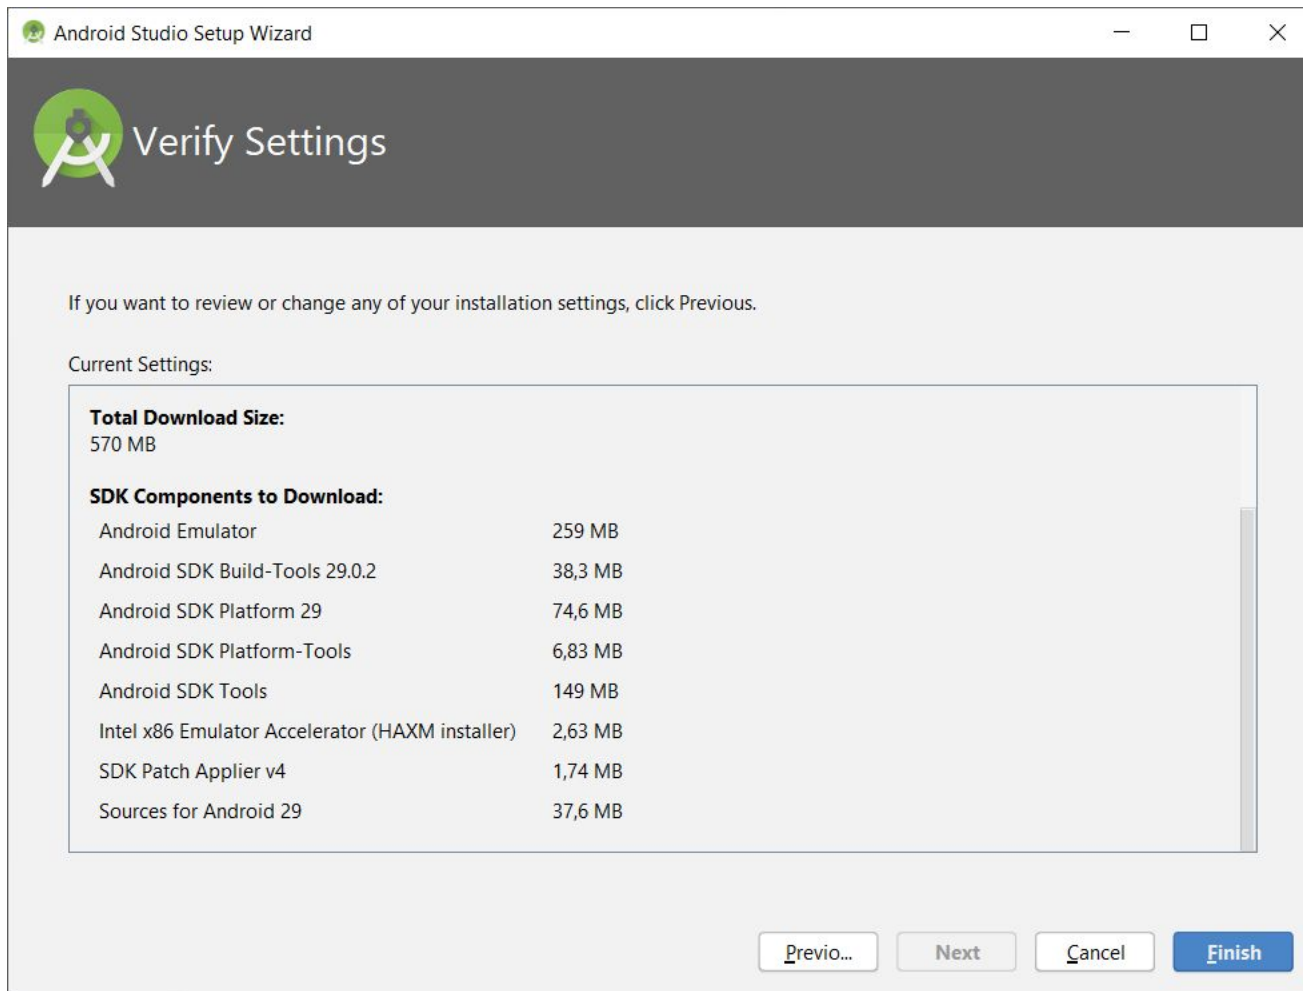 Android Studio Setup Wizard
Verify Settings
If you want to review or change any of your installation settings, click Previous.
Current Settings:
Total Download Size:
570 MB
SDK Components to Download:
Android Emulator 259 MB
Android SDK Build-Tools 29.0.2 38,3 MB
Android SDK Platform 29 74,6 MB
Android SDK Platform-Tools 6,83 MB
Android SDK Tools 149 MB
Intel x86 Emulator Accelerator (HAXM installer) 2,63 MB
SDK Patch Applier v4 1,74 MB
Sources for Android 29 37,6 MB
Previo... Next Cancel Finish